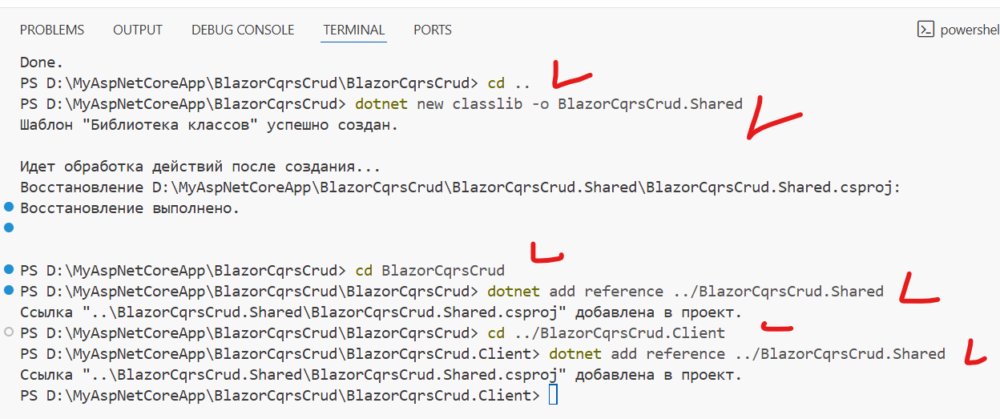 PROBLEMS OUTPUT DEBUG CONSOLE TERMINAL PORTS powershel
Done.
PS D:\MyAspNetCoreApp\BlazorCqrsCrud\BlazorCqrsCrud> cd ..
PS D:\MyAspNetCoreApp\BlazorCqrsCrud> dotnet new classlib -o BlazorCqrsCrud.Shared
Шаблон "Библиотека классов" успешно создан.
Идет обработка действий после создания...
Восстановление D:\MyAspNetCoreApp\BlazorCqrsCrud\BlazorCqrsCrud.Shared\BlazorCqrsCrud.Shared.csproj:
Восстановление выполнено.
PS D:\MyAspNetCoreApp\BlazorCqrsCrud> cd BlazorCqrsCrud
PS D:\MyAspNetCoreApp\BlazorCqrsCrud\BlazorCqrsCrud> dotnet add reference ../BlazorCqrsCrud.Shared
Ссылка "..\BlazorCqrsCrud.Shared\BlazorCqrsCrud.Shared.csproj" добавлена в проект.
PS D:\MyAspNetCoreApp\BlazorCqrsCrud\BlazorCqrsCrud> cd ../BlazorCqrsCrud.Client
PS D:\MyAspNetCoreApp\BlazorCqrsCrud\BlazorCqrsCrud.Client> dotnet add reference ../BlazorCqrsCrud.Shared
Ссылка "..\BlazorCqrsCrud.Shared\BlazorCqrsCrud.Shared.csproj" добавлена в проект.
PS D:\MyAspNetCoreApp\BlazorCqrsCrud\BlazorCqrsCrud.Client>